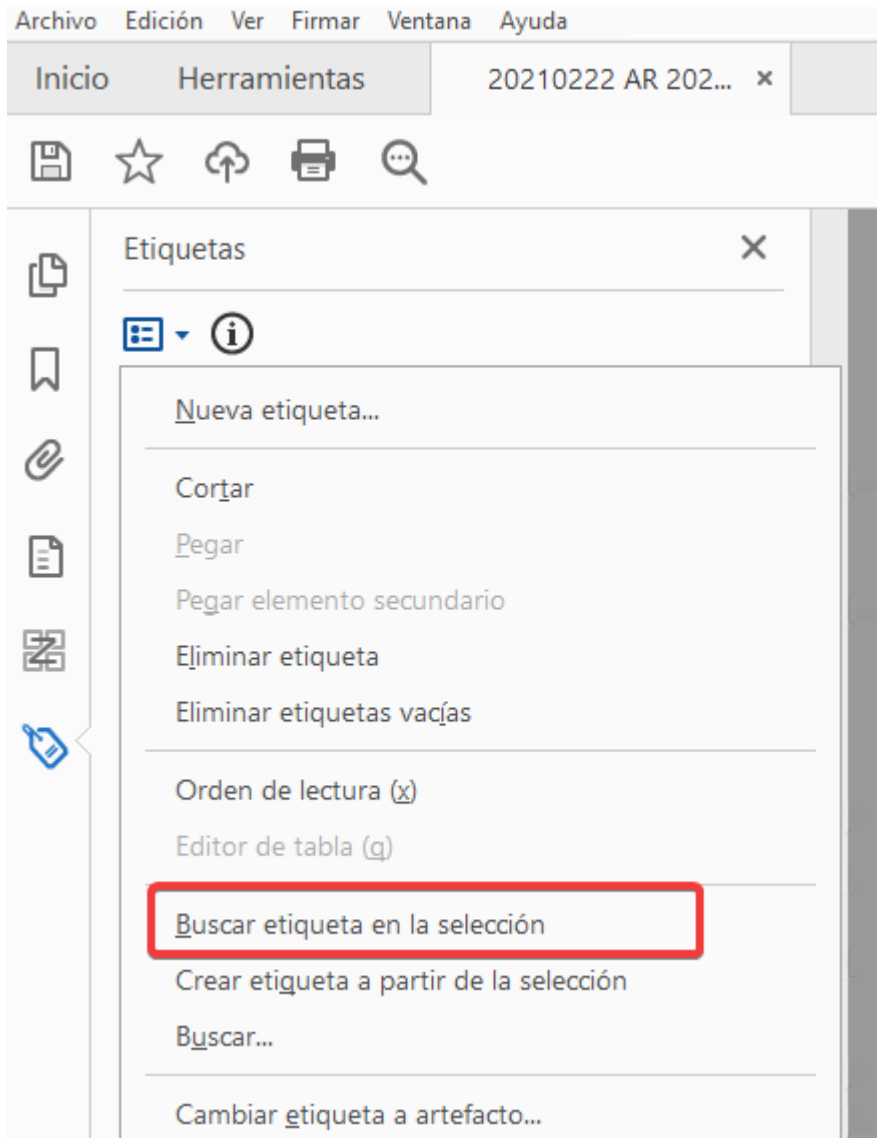 Archivo Edición Ver Firmar Ventana Ayuda
Inicio Herramientas 20210222 AR 202... ×
Etiquetas
Nueva etiqueta...
Cortar
Pegar
Pegar elemento secundario
Eliminar etiqueta
Eliminar etiquetas vacías
Orden de lectura (x)
Editor de tabla (q)
Buscar etiqueta en la selección
Crear etiqueta a partir de la selección
Buscar...
Cambiar etiqueta a artefacto...